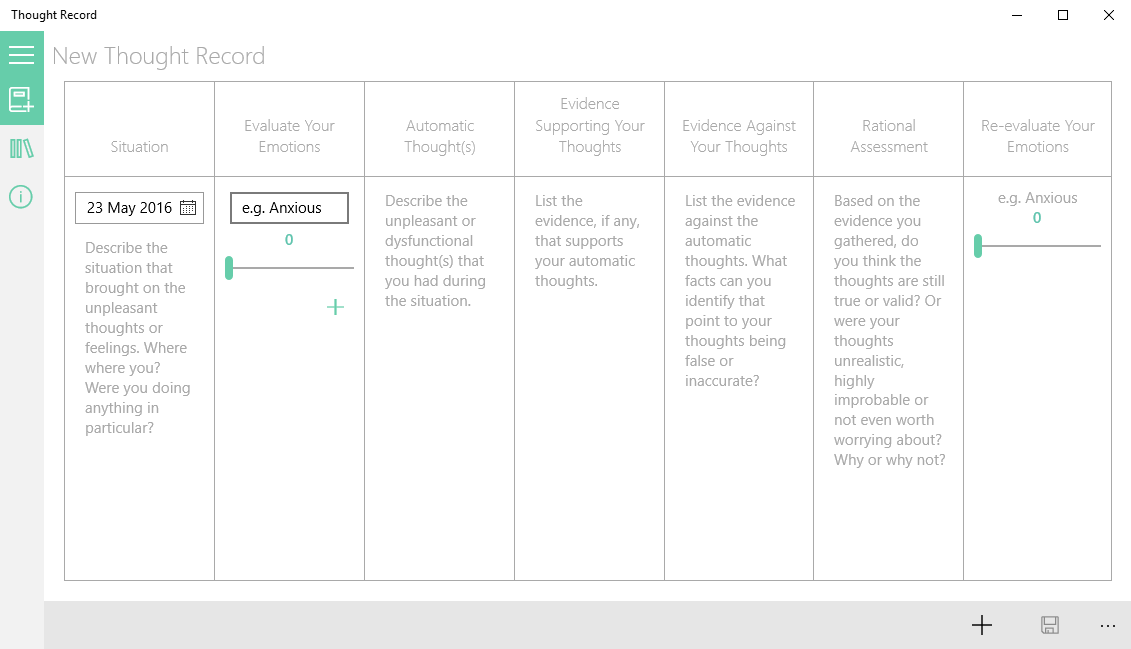 Thought Record
New Thought Record
Situation
Evaluate Your
Emotions
Automatic
Thought(s)
Evidence
Supporting Your
Thoughts
Evidence Against
Your Thoughts
Rational
Assessment
Re-evaluate Your
Emotions
23 May 2016
Describe the
situation that
brought on the
unpleasant
thoughts or
feelings. Where
where you?
Were you doing
anything in
particular?
e.g. Anxious
0
Describe the
unpleasant or
dysfunctional
thought(s) that
you had during
the situation.
List the
evidence, if any,
that supports
your automatic
thoughts.
List the evidence
against the
automatic
thoughts. What
facts can you
identify that
point to your
thoughts being
false or
inaccurate?
Based on the
evidence you
gathered, do
you think the
thoughts are still
true or valid? Or
were your
thoughts
unrealistic,
highly
improbable or
not even worth
worrying about?
Why or why not?
e.g. Anxious
0